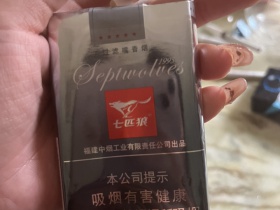 Septwolves
1995
七匹狼
福建中烟工业有限责任公司出品
本公司提示
吸烟有害健康